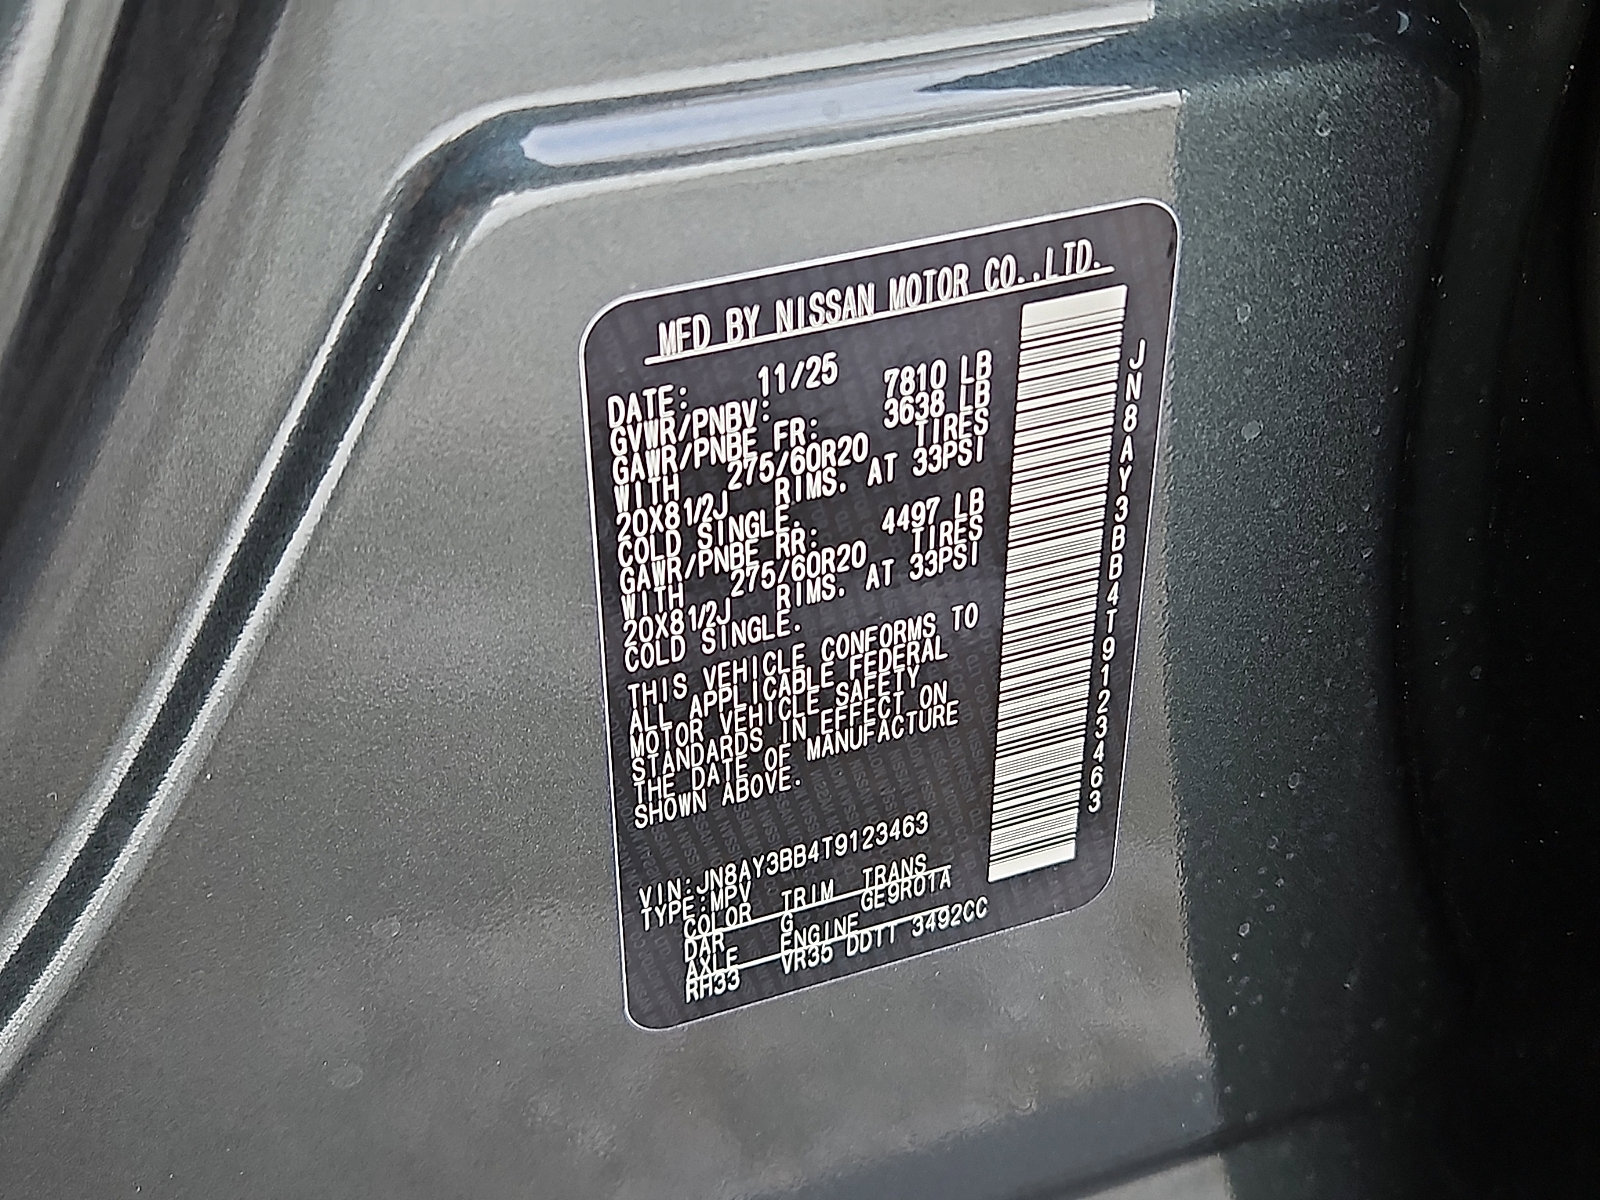 MFD BY NISSAN MOTOR CO.,LTD.
DATE: 11/25
GVWR/PNBV: 7810 LB
GAWR/PNBE FR: 3638 LB
WITH 275/60R20 TIRES
20X81/2J RIMS. AT 33PSI
COLD SINGLE.
GAWR/PNBE RR: 4497 LB
WITH 275/60R20 TIRES
20X81/2J RIMS. AT 33PSI
COLD SINGLE.
THIS VEHICLE CONFORMS TO
ALL APPLICABLE FEDERAL
MOTOR VEHICLE SAFETY
STANDARDS IN EFFECT ON
THE DATE OF MANUFACTURE
SHOWN ABOVE.
VIN:JN8AY3BB4T9123463
TYPE:MPV
COLOR TRIM TRANS
DAR G GE9R01A
AXLE ENGINE
RH33 VR35 DDTT 3492CC
JN8AY3BB4T9123463